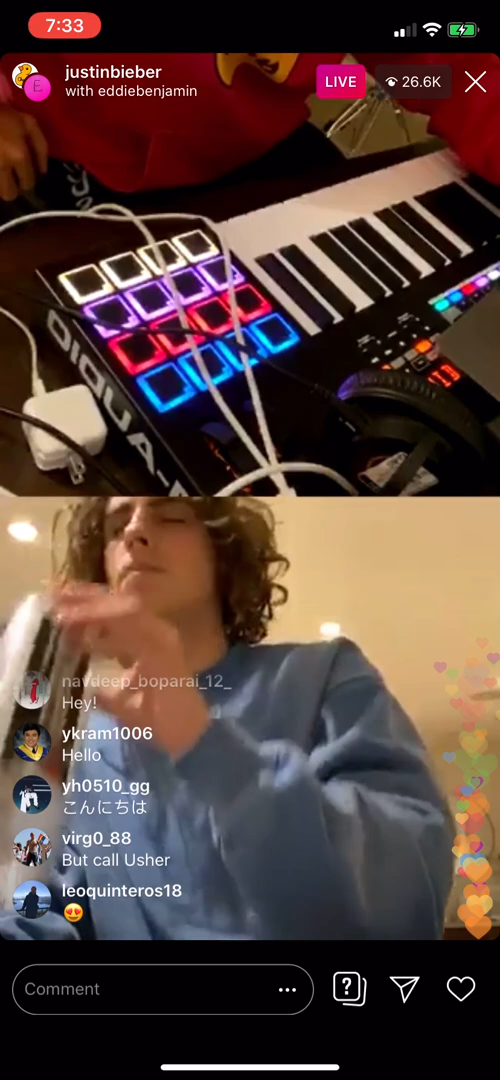 7:33
justinbieber
with eddiebenjamin
LIVE
26.6K
E
navdeep_boparai_12_
Hey!
ykram1006
Hello
yh0510_gg
こんにちは
virg0_88
But call Usher
leoquinteros18
😍
Comment